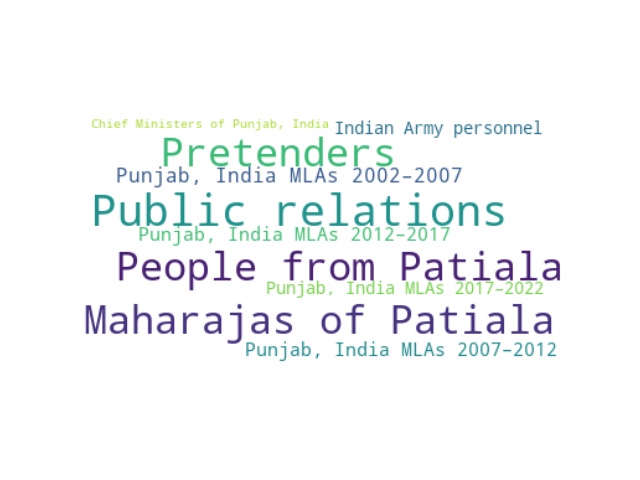 Chief Ministers of Punjab, India
Indian Army personnel
Pretenders
Punjab, India MLAs 2002–2007
Public relations
Punjab, India MLAs 2012–2017
People from Patiala
Punjab, India MLAs 2017–2022
Maharajas of Patiala
Punjab, India MLAs 2007–2012